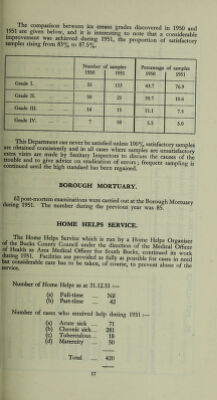 The comparison between ice cream grades discovered in 1950 and
1951 are given below, and it is interesting to note that a considerable
improvement was achieved during 1951, the proportion of satisfactory
samples rising from 83% to 87.5%.
Number of samples Percentage of samples
1950 1951 1950 1951
Grade I. 55 133 43.7 76.9
Grade II. 50 23 39.7
Grade III. 14 13 11.1 7.5
Grade IV. 7 5.5
This Department can never be satisfied unless 100% satisfactory samples
are obtained consistently and in all cases where samples are unsatisfactory
extra visits are made by Sanitary Inspectors to discuss the causes of the
trouble and to give advice on eradication of errors; frequent sampling is
continued until the high standard has been regained.
BOROUGH MORTUARY.
62 post-mortem examinations were carried out at the Borough Mortuary
during 1951. The number during the previous year was 85.
HOME HELPS SERVICE.
The Home Helps Service which is run by a Home Helps Organiser
of the Bucks County Council under the direction of the Medical Officer
of Health as Area Medical Officer for South Bucks, continued its work
during 1951. Facilities are provided as fully as possible for cases in need
but considerable care has to be taken, of course, to prevent abuse of the
service.
Number of Home Helps as at 31.12.51 :—
(a) Full-time ... Nil
(b) Part-time ... 42
Number of cases who received help during 1951 :—
(a) Acute sick ... 71
(b) Chronic sick ... 281
(c) Tuberculous ... 18
(d) Maternity ... 50
Total ... 420
17